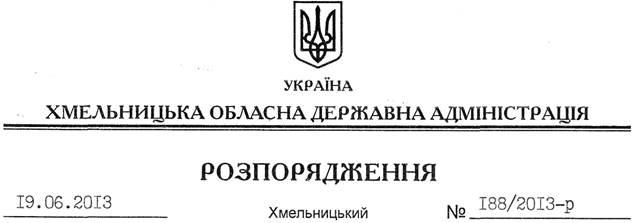 УКРАЇНА
ХМЕЛЬНИЦЬКА ОБЛАСНА ДЕРЖАВНА АДМІНІСТРАЦІЯ
РОЗПОРЯДЖЕННЯ
19.06.2013 Хмельницький № 188/2013-р